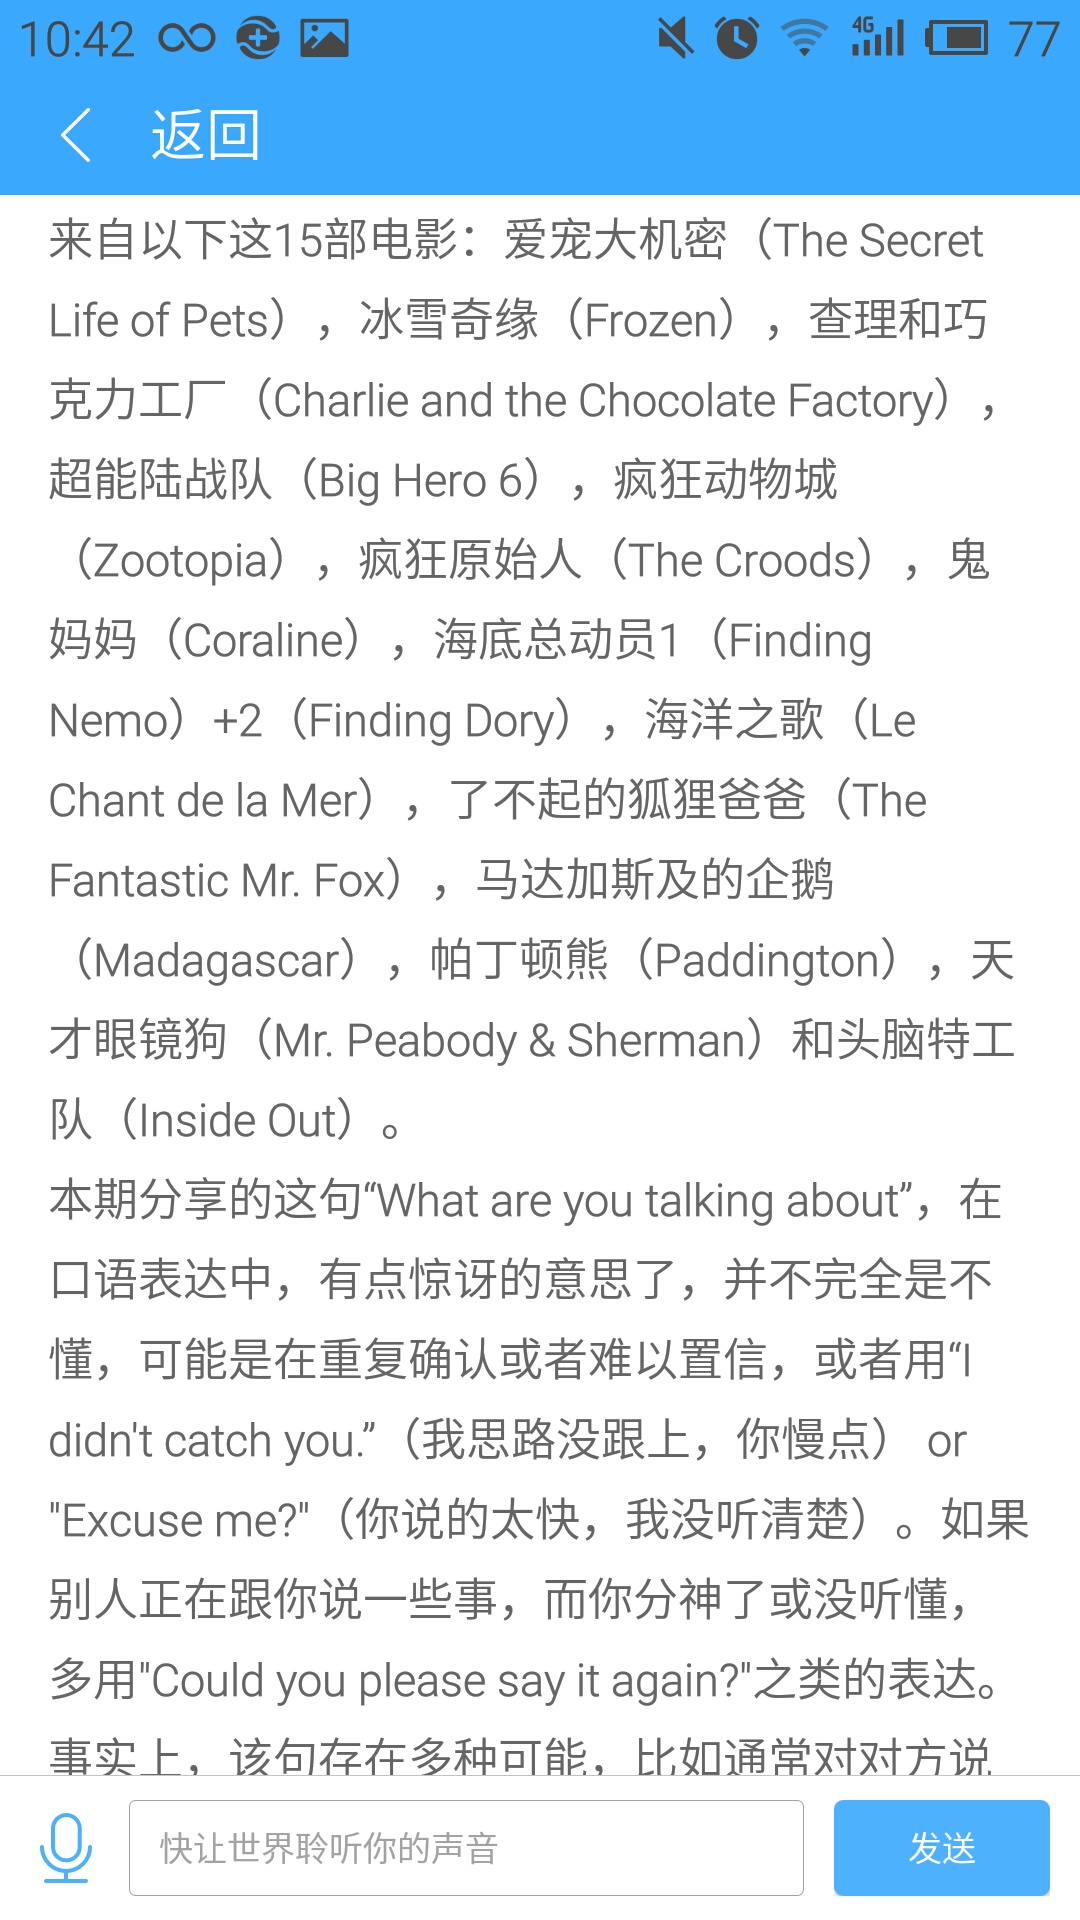 10:42
4G
77
返回
来自以下这15部电影：爱宠大机密（The Secret
Life of Pets），冰雪奇缘（Frozen），查理和巧
克力工厂（Charlie and the Chocolate Factory），
超能陆战队（Big Hero 6），疯狂动物城
（Zootopia），疯狂原始人（The Croods），鬼
妈妈（Coraline），海底总动员1（Finding
Nemo）+2（Finding Dory），海洋之歌（Le
Chant de la Mer），了不起的狐狸爸爸（The
Fantastic Mr. Fox），马达加斯及的企鹅
（Madagascar），帕丁顿熊（Paddington），天
才眼镜狗（Mr. Peabody & Sherman）和头脑特工
队（Inside Out）。
本期分享的这句“What are you talking about”，在
口语表达中，有点惊讶的意思了，并不完全是不
懂，可能是在重复确认或者难以置信，或者用“I
didn't catch you.”（我思路没跟上，你慢点） or
"Excuse me?"（你说的太快，我没听清楚）。如果
别人正在跟你说一些事，而你分神了或没听懂，
多用"Could you please say it again?"之类的表达。
事实上，该句存在多种可能，比如通常对对方说
快让世界聆听你的声音
发送